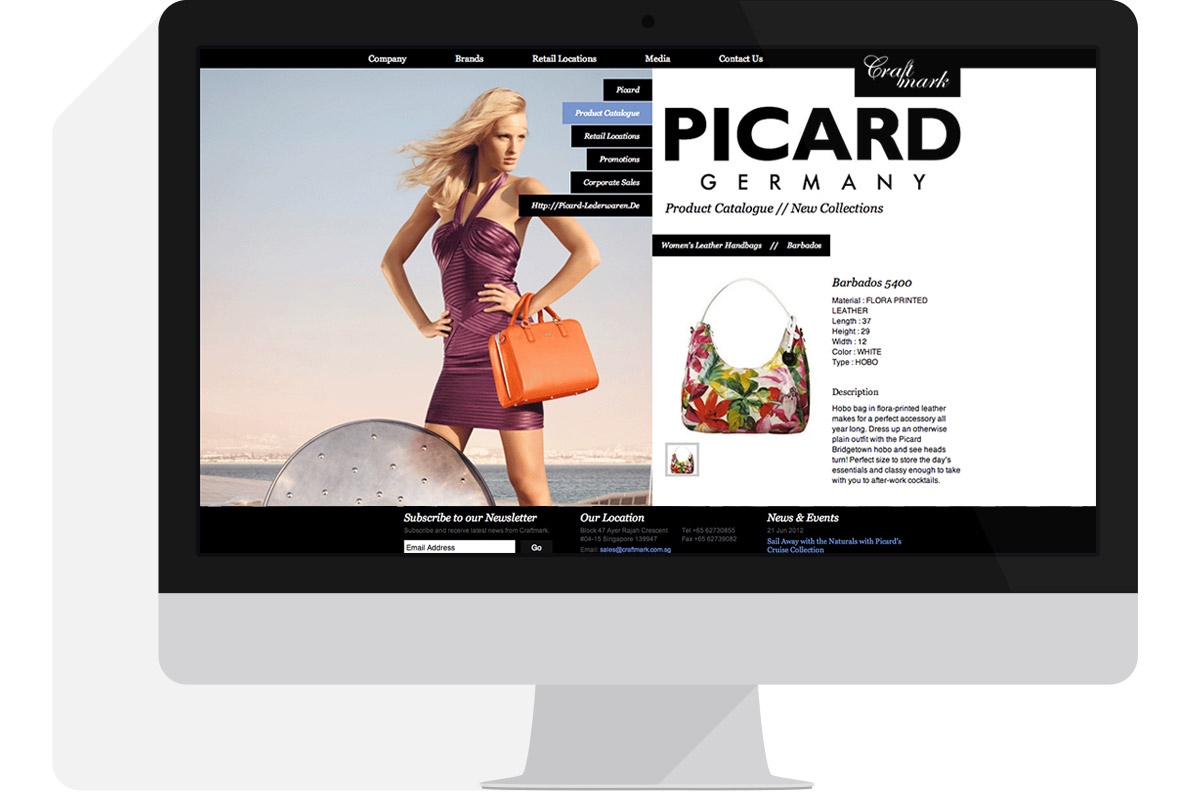 Company Brands Retail Locations Media Contact Us
Craft
mark
Picard
Product Catalogue
Retail Locations
Promotions
Corporate Sales
Http://Picard-Lederwaren.De
PICARD
GERMANY
Product Catalogue // New Collections
Women's Leather Handbags // Barbados
Barbados 5400
Material : FLORA PRINTED
LEATHER
Length : 37
Height : 29
Width : 12
Color : WHITE
Type : HOBO
Description
Hobo bag in flora-printed leather
makes for a perfect accessory all
year long. Dress up an otherwise
plain outfit with the Picard
Bridgetown hobo and see heads
turn! Perfect size to store the day's
essentials and classy enough to take
with you to after-work cocktails.
Subscribe to our Newsletter
Subscribe and receive latest news from Craftmark.
Email Address Go
Our Location
Block 47 Ayer Rajah Crescent Tel +65 62730855
#04-15 Singapore 139947 Fax +65 62739082
Email: sales@craftmark.com.sg
News & Events
21 Jun 2012
Sail Away with the Naturals with Picard's
Cruise Collection